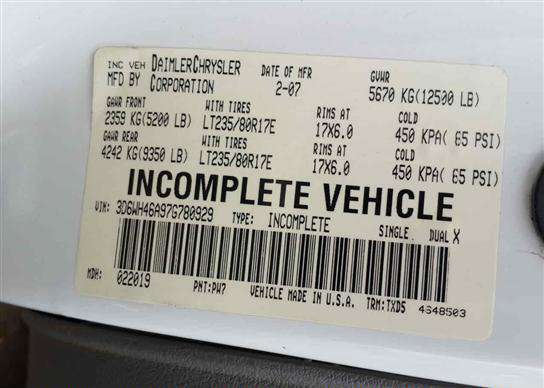 INC VEH DAIMLERCHRYSLER DATE OF MFR GVWR
MFD BY CORPORATION 2-07 5670 KG(12500 LB)
GAWR FRONT WITH TIRES RIMS AT COLD
2359 KG(5200 LB) LT235/80R17E 17X6.0 450 KPA( 65 PSI)
GAWR REAR WITH TIRES RIMS AT COLD
4242 KG(9350 LB) LT235/80R17E 17X6.0 450 KPA( 65 PSI)
INCOMPLETE VEHICLE
VIN: 3D6WH46A97G780929 TYPE: INCOMPLETE SINGLE DUAL X
MDH: 022019 PNT:PW7 VEHICLE MADE IN U.S.A. TRM:TXD5 4648503